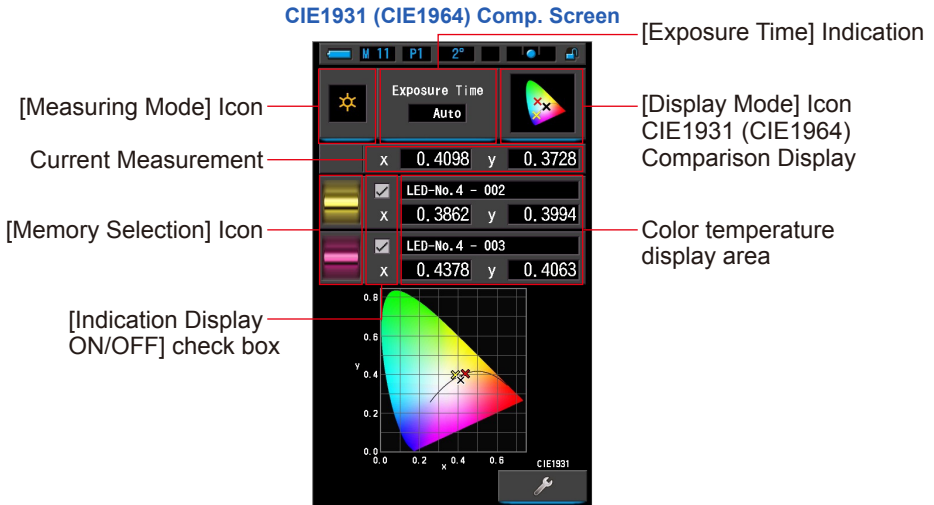 CIE1931 (CIE1964) Comp. Screen
[Exposure Time] Indication
M 11 P1 2°
[Measuring Mode] Icon
Exposure Time
Auto
[Display Mode] Icon
CIE1931 (CIE1964)
Comparison Display
Current Measurement
x 0.4098 y 0.3728
LED-No.4 - 002
x 0.3862 y 0.3994
[Memory Selection] Icon
LED-No.4 - 003
x 0.4378 y 0.4063
Color temperature
display area
[Indication Display
ON/OFF] check box
0.8
0.6
y
0.4
0.2
0.0
0.0 0.2 x 0.4 0.6
CIE1931